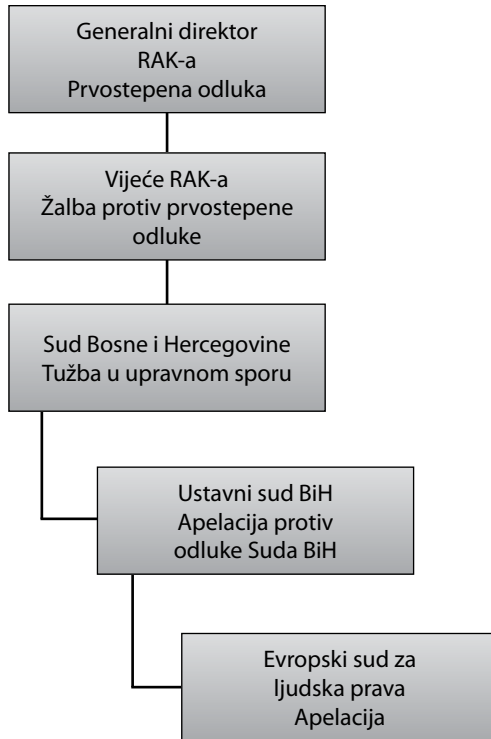 Generalni direktor
RAK-a
Prvostepena odluka
Vijeće RAK-a
Žalba protiv prvostepene
odluke
Sud Bosne i Hercegovine
Tužba u upravnom sporu
Ustavni sud BiH
Apelacija protiv
odluke Suda BiH
Evropski sud za
ljudska prava
Apelacija